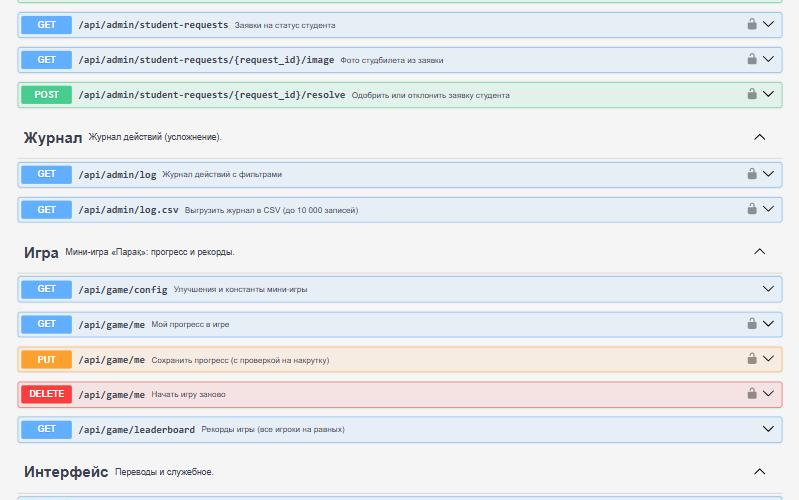 GET /api/admin/student-requests Заявки на статус студента
GET /api/admin/student-requests/{request_id}/image Фото студбилета из заявки
POST /api/admin/student-requests/{request_id}/resolve Одобрить или отклонить заявку студента
Журнал Журнал действий (усложнение).
GET /api/admin/log Журнал действий с фильтрами
GET /api/admin/log.csv Выгрузить журнал в CSV (до 10 000 записей)
Игра Мини-игра «Парақ»: прогресс и рекорды.
GET /api/game/config Улучшения и константы мини-игры
GET /api/game/me Мой прогресс в игре
PUT /api/game/me Сохранить прогресс (с проверкой на накрутку)
DELETE /api/game/me Начать игру заново
GET /api/game/leaderboard Рекорды игры (все игроки на равных)
Интерфейс Переводы и служебное.